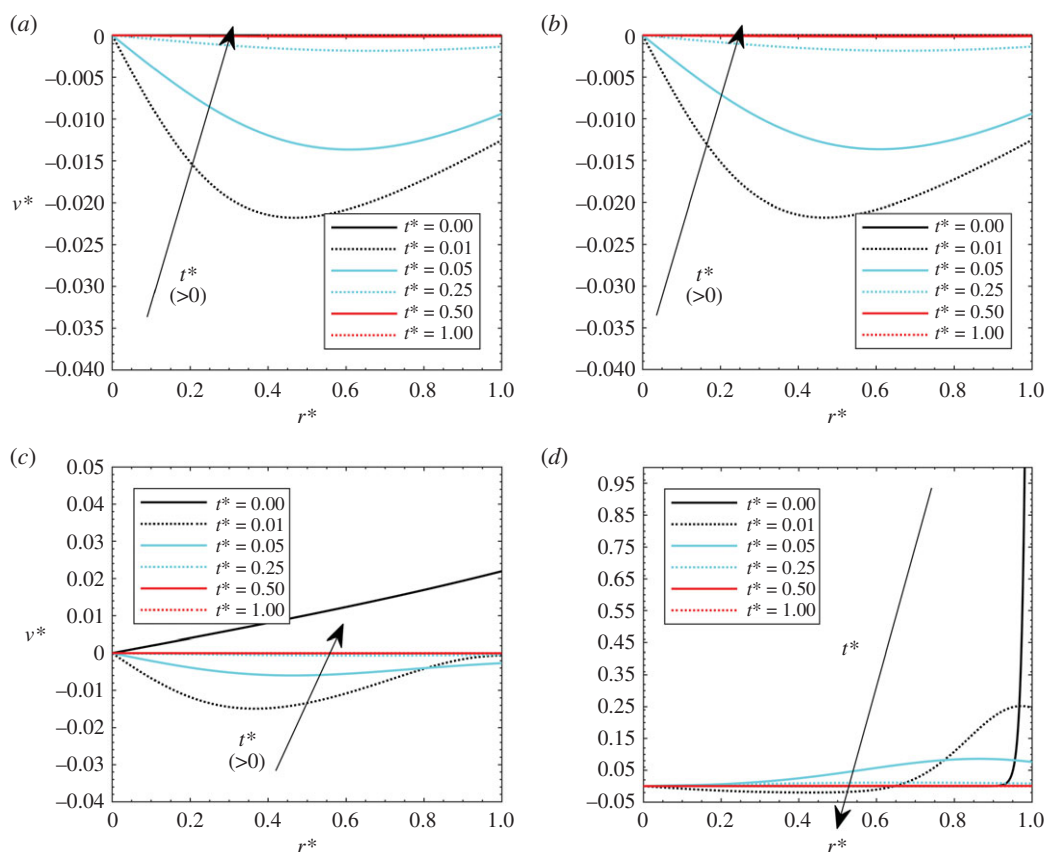 (a)
0
–0.005
–0.010
–0.015
–0.020
–0.025
–0.030
–0.035
–0.040
v*
t*
(>0)
t* = 0.00
t* = 0.01
t* = 0.05
t* = 0.25
t* = 0.50
t* = 1.00
0 0.2 0.4 0.6 0.8 1.0
r*
(b)
0
–0.005
–0.010
–0.015
–0.020
–0.025
–0.030
–0.035
–0.040
t*
(>0)
t* = 0.00
t* = 0.01
t* = 0.05
t* = 0.25
t* = 0.50
t* = 1.00
0 0.2 0.4 0.6 0.8 1.0
r*
(c)
0.05
0.04
0.03
0.02
0.01
0
–0.01
–0.02
–0.03
–0.04
v*
t* = 0.00
t* = 0.01
t* = 0.05
t* = 0.25
t* = 0.50
t* = 1.00
t*
(>0)
0 0.2 0.4 0.6 0.8 1.0
r*
(d)
0.95
0.85
0.75
0.65
0.55
0.45
0.35
0.25
0.15
0.05
–0.05
t* = 0.00
t* = 0.01
t* = 0.05
t* = 0.25
t* = 0.50
t* = 1.00
t*
0 0.2 0.4 0.6 0.8 1.0
r*